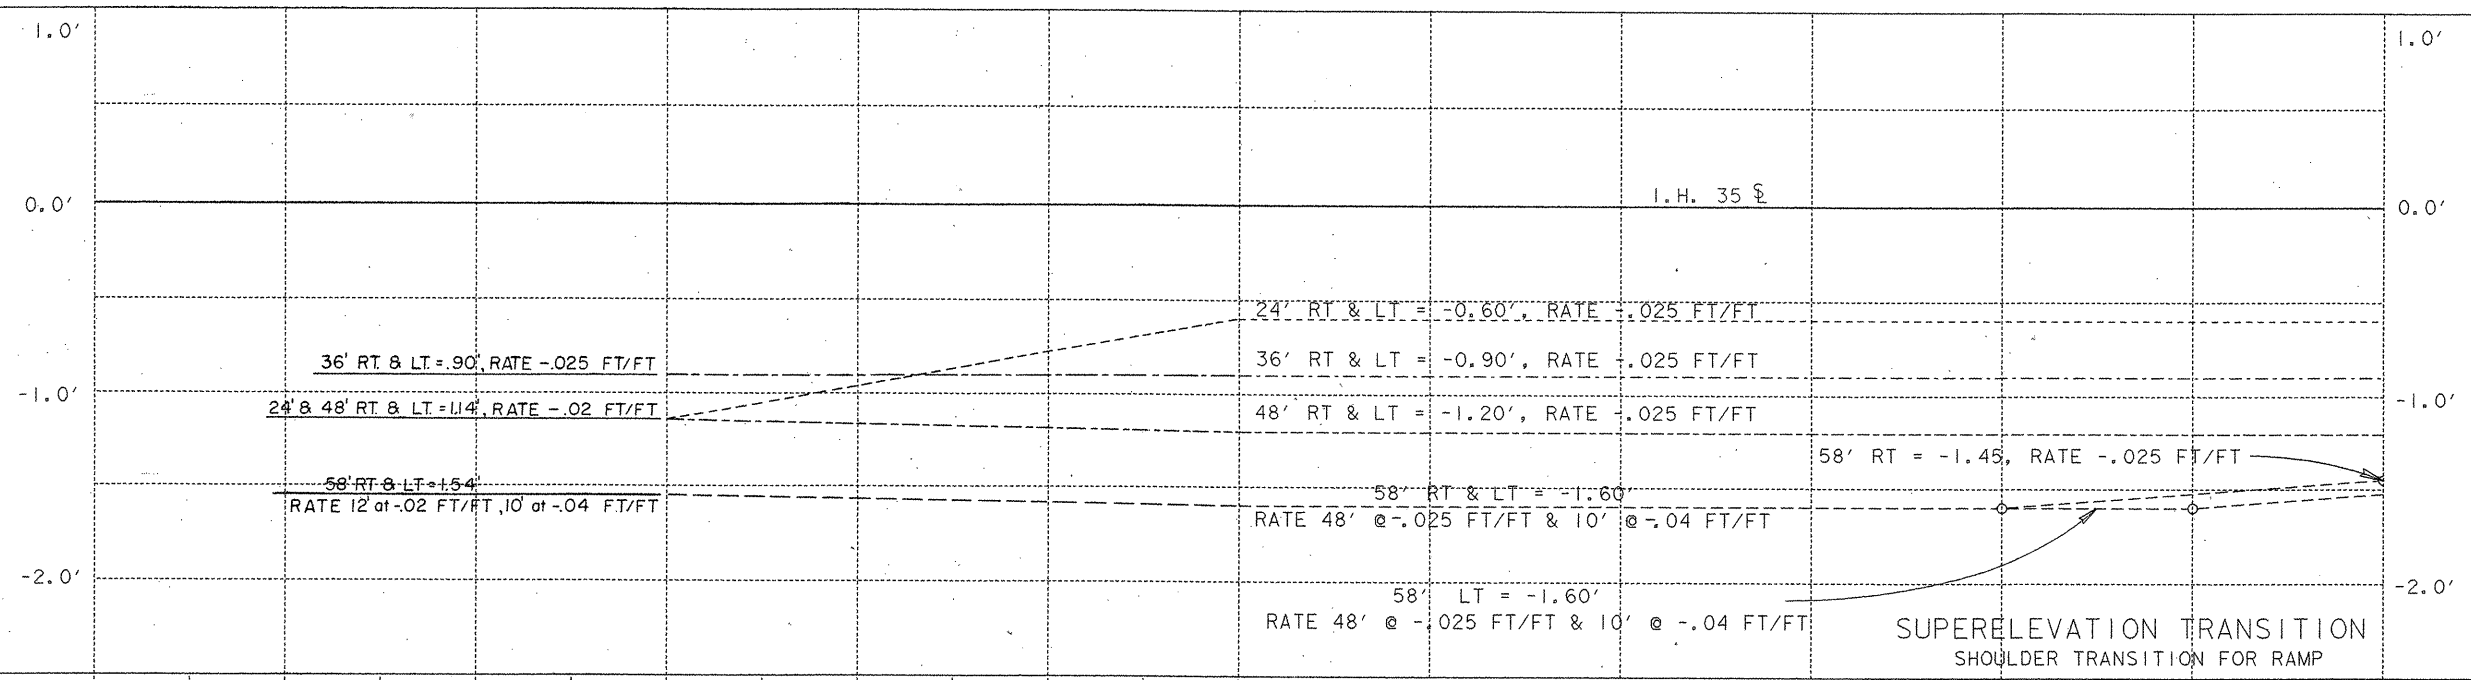 1.0'
1.0'
0.0'
I.H. 35 ℄
0.0'
24' RT & LT = -0.60', RATE -.025 FT/FT
36' RT. & LT. = .90', RATE -.025 FT/FT
36' RT & LT = -0.90', RATE -.025 FT/FT
-1.0'
-1.0'
24' & 48' RT. & LT. = 1.14', RATE -.02 FT/FT
48' RT & LT = -1.20', RATE -.025 FT/FT
58' RT = -1.45, RATE -.025 FT/FT
58' RT & LT = 1.54'
RATE 12' at -.02 FT/FT, 10' at -.04 FT/FT
58' RT & LT = -1.60'
RATE 48' @ -.025 FT/FT & 10' @ -.04 FT/FT
-2.0'
-2.0'
58' LT = -1.60'
RATE 48' @ -.025 FT/FT & 10' @ -.04 FT/FT
SUPERELEVATION TRANSITION
SHOULDER TRANSITION FOR RAMP